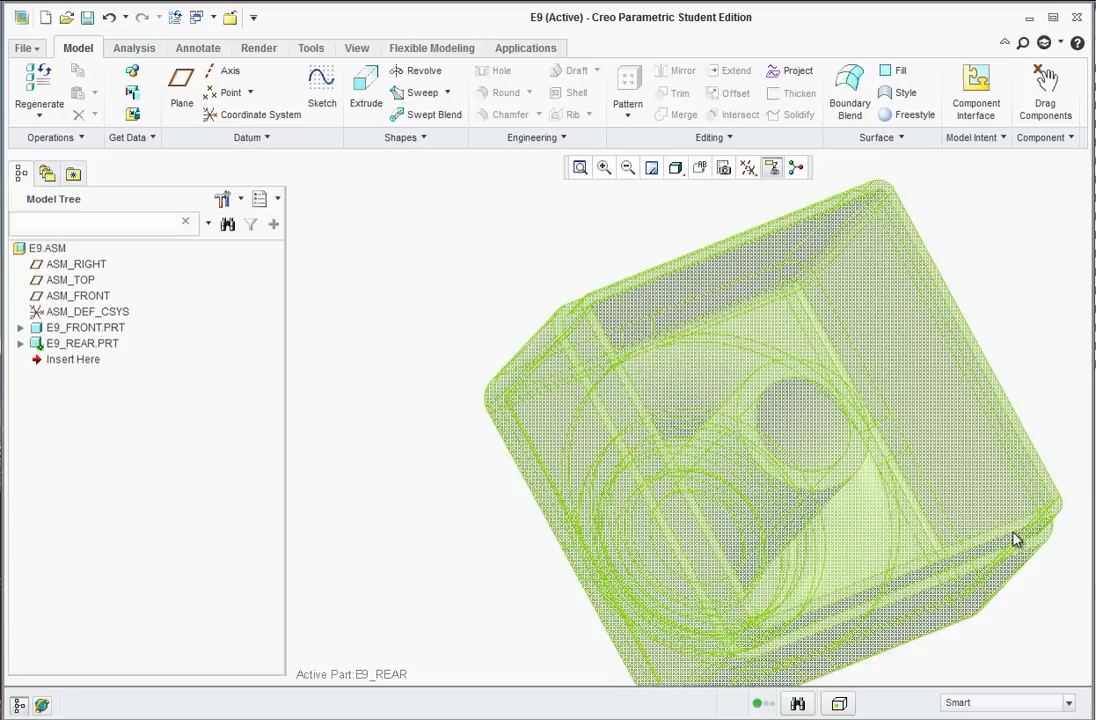 E9 (Active) - Creo Parametric Student Edition
File Model Analysis Annotate Render Tools View Flexible Modeling Applications
Regenerate
Operations
Get Data
Plane
Axis
Point
Coordinate System
Sketch
Datum
Extrude
Revolve
Sweep
Swept Blend
Shapes
Hole
Round
Chamfer
Draft
Shell
Rib
Engineering
Pattern
Mirror Extend Project
Trim Offset Thicken
Merge Intersect Solidify
Editing
Boundary Blend
Fill
Style
Freestyle
Surface
Component Interface
Model Intent
Drag Components
Component
Model Tree
E9.ASM
ASM_RIGHT
ASM_TOP
ASM_FRONT
ASM_DEF_CSYS
E9_FRONT.PRT
E9_REAR.PRT
Insert Here
Active Part:E9_REAR
Smart